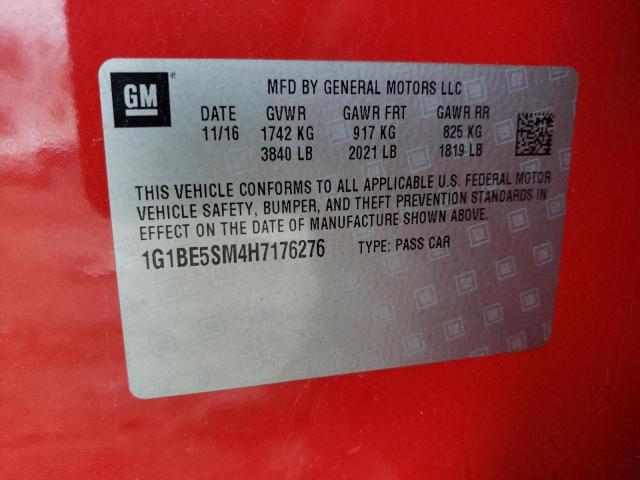 GM ®
MFD BY GENERAL MOTORS LLC
DATE GVWR GAWR FRT GAWR RR
11/16 1742 KG 917 KG 825 KG
3840 LB 2021 LB 1819 LB
THIS VEHICLE CONFORMS TO ALL APPLICABLE U.S. FEDERAL MOTOR
VEHICLE SAFETY, BUMPER, AND THEFT PREVENTION STANDARDS IN
EFFECT ON THE DATE OF MANUFACTURE SHOWN ABOVE.
1G1BE5SM4H7176276 TYPE: PASS CAR